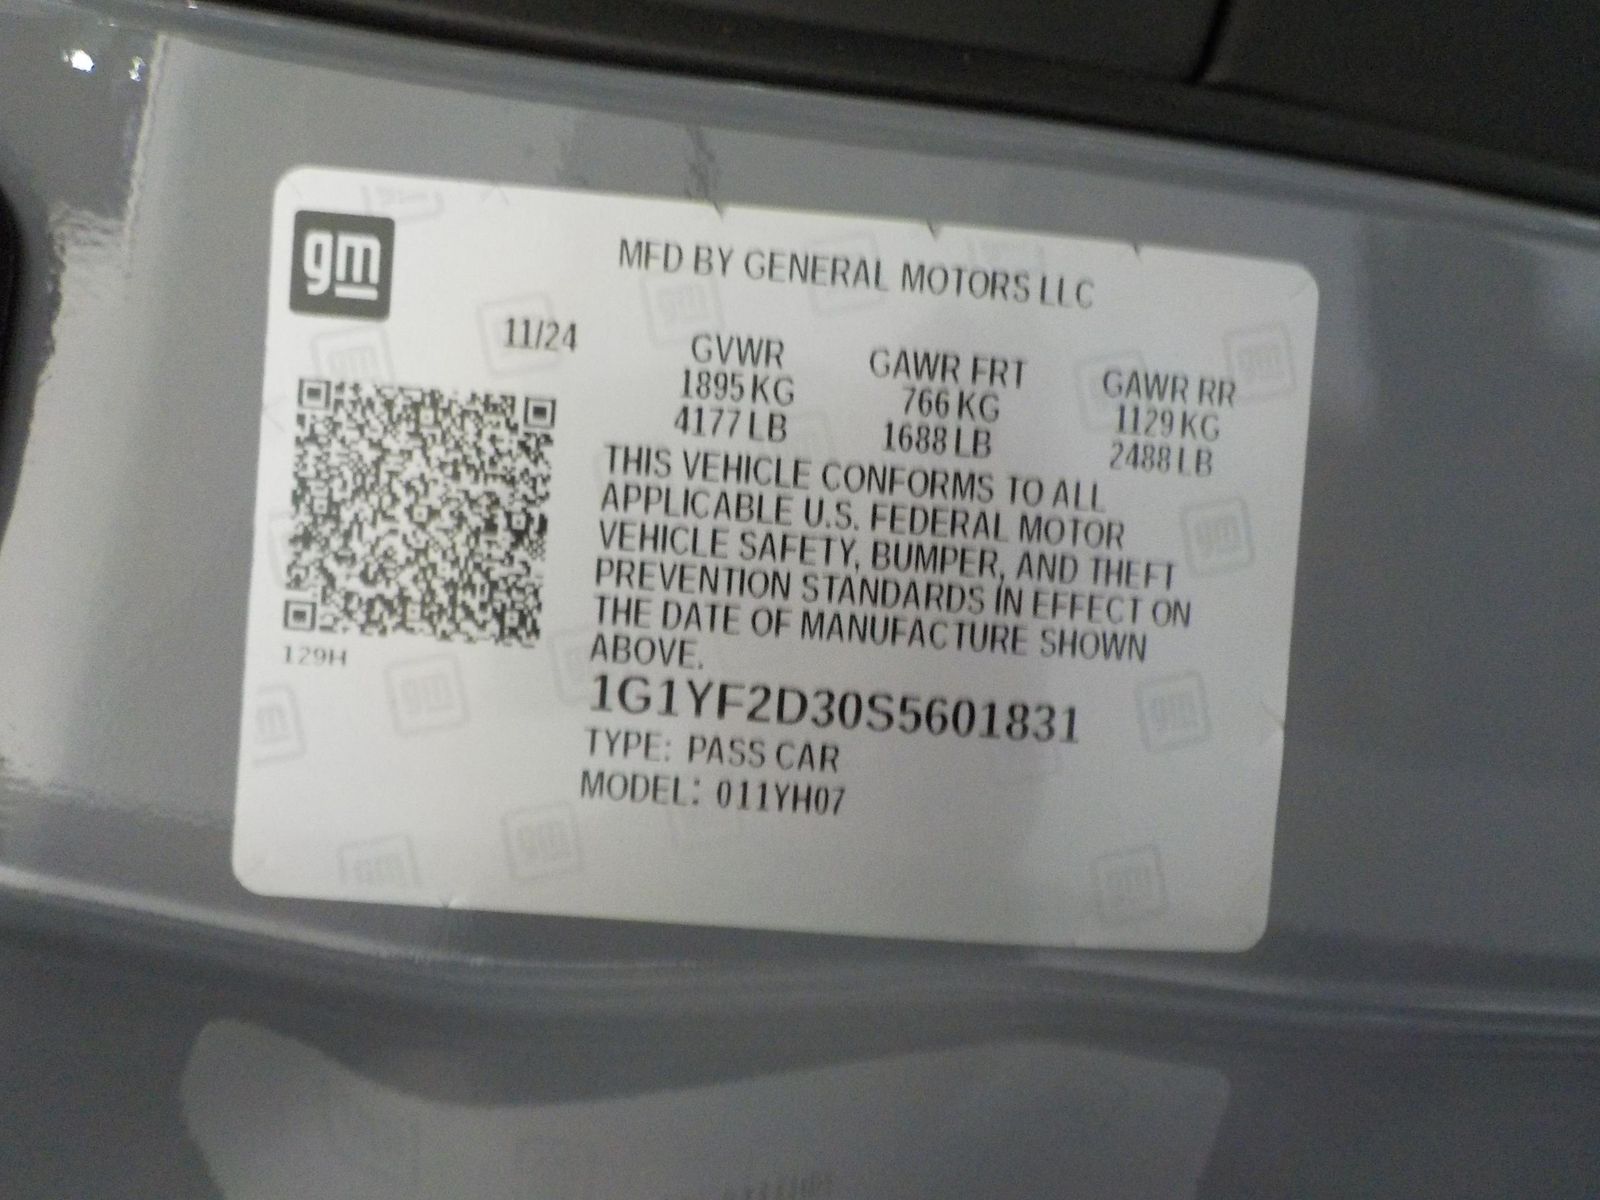 gm
MFD BY GENERAL MOTORS LLC
11/24
GVWR GAWR FRT GAWR RR
1895 KG 766 KG 1129 KG
4177 LB 1688 LB 2488 LB
THIS VEHICLE CONFORMS TO ALL
APPLICABLE U.S. FEDERAL MOTOR
VEHICLE SAFETY, BUMPER, AND THEFT
PREVENTION STANDARDS IN EFFECT ON
THE DATE OF MANUFACTURE SHOWN
ABOVE.
129H
1G1YF2D30S5601831
TYPE: PASS CAR
MODEL: 011YH07